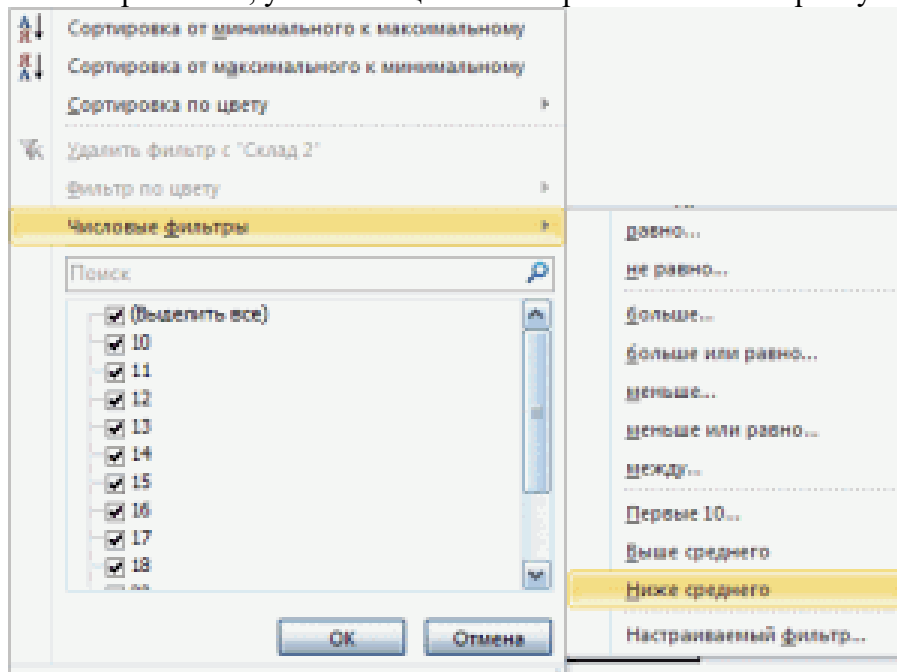 Сортировка от минимального к максимальному
Сортировка от максимального к минимальному
Сортировка по цвету
Удалить фильтр с "Склад 2"
Фильтр по цвету
Числовые фильтры
Поиск
(Выделить все)
10
11
12
13
14
15
16
17
18
ОК
Отмена
равно...
не равно...
больше...
больше или равно...
меньше...
меньше или равно...
между...
Первые 10...
Выше среднего
Ниже среднего
Настраиваемый фильтр...